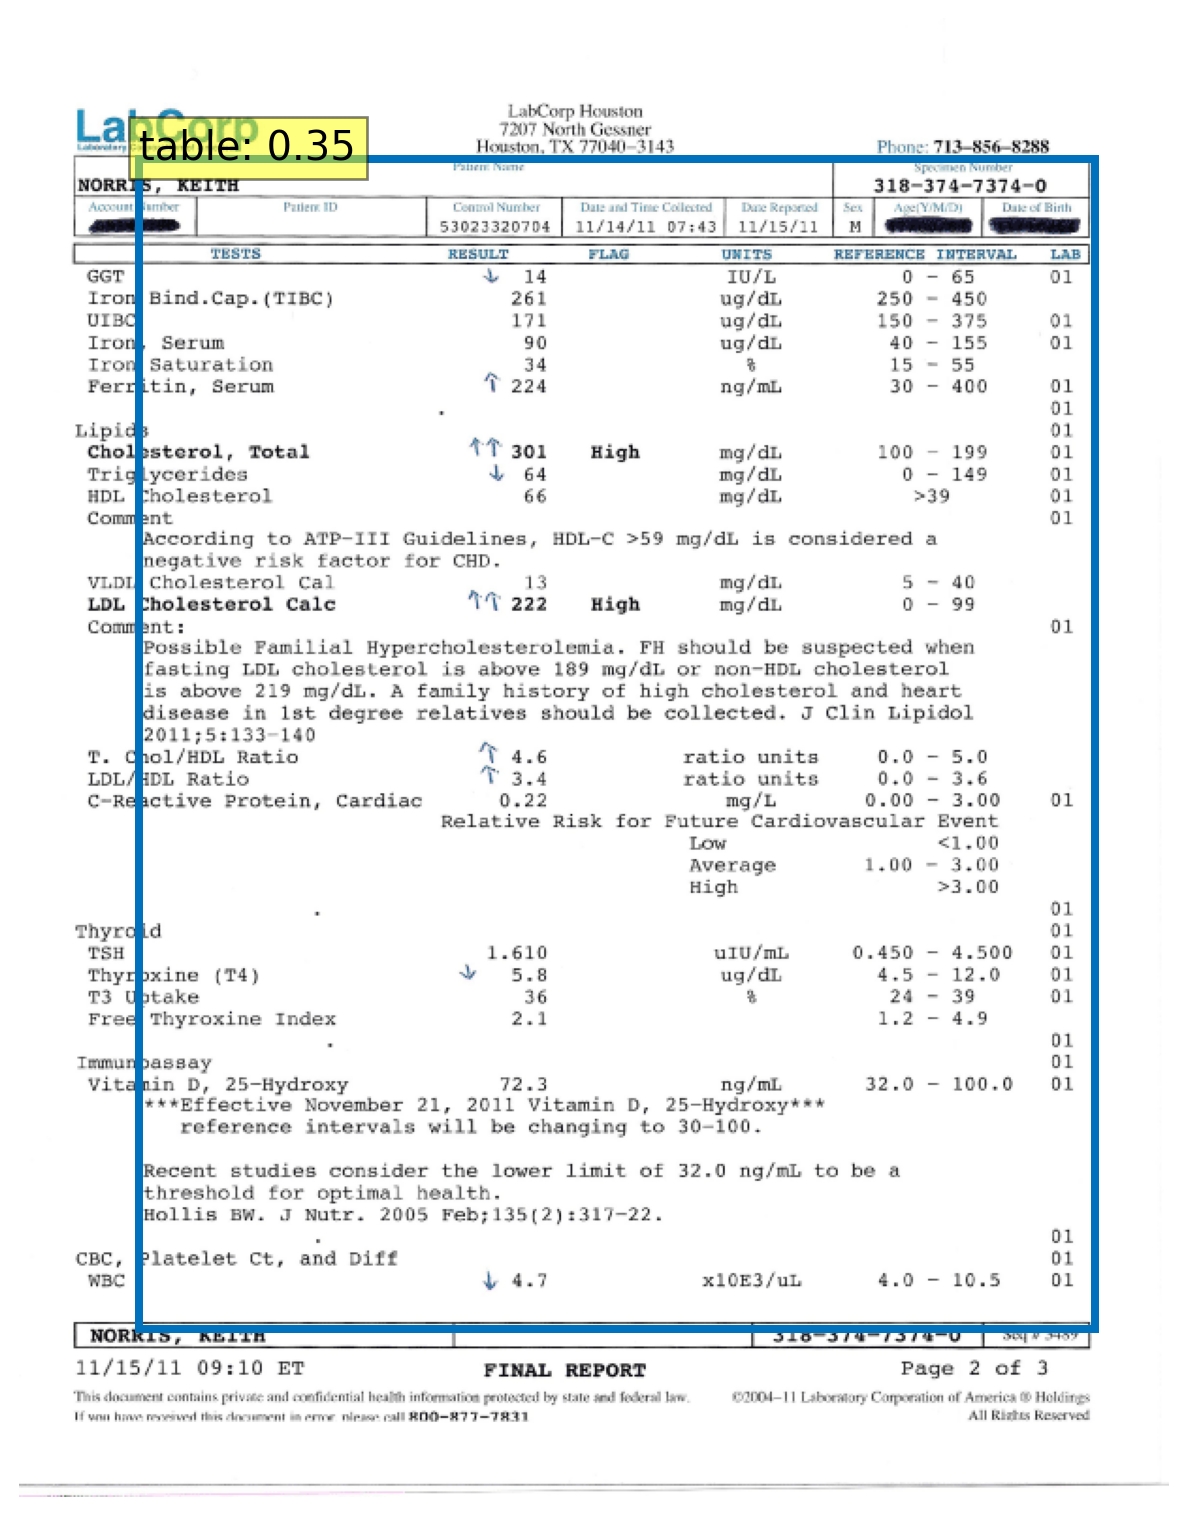 LabCorp
LabCorp Houston
7207 North Gessner
Houston, TX 77040-3143
Phone: 713-856-8288
table: 0.35
Patient Name
Specimen Number
NORRIS, KEITH
318-374-7374-0
Account Number Patient ID Control Number Date and Time Collected Date Reported Sex Age(Y/M/D) Date of Birth
53023320704 11/14/11 07:43 11/15/11 M
TESTS RESULT FLAG UNITS REFERENCE INTERVAL LAB
GGT ↓ 14 IU/L 0 - 65 01
Iron Bind.Cap.(TIBC) 261 ug/dL 250 - 450
UIBC 171 ug/dL 150 - 375 01
Iron, Serum 90 ug/dL 40 - 155 01
Iron Saturation 34 % 15 - 55
Ferritin, Serum ↑ 224 ng/mL 30 - 400 01
. 01
Lipids 01
Cholesterol, Total ↑↑ 301 High mg/dL 100 - 199 01
Triglycerides ↓ 64 mg/dL 0 - 149 01
HDL Cholesterol 66 mg/dL >39 01
Comment 01
According to ATP-III Guidelines, HDL-C >59 mg/dL is considered a
negative risk factor for CHD.
VLDL Cholesterol Cal 13 mg/dL 5 - 40
LDL Cholesterol Calc ↑↑ 222 High mg/dL 0 - 99
Comment: 01
Possible Familial Hypercholesterolemia. FH should be suspected when
fasting LDL cholesterol is above 189 mg/dL or non-HDL cholesterol
is above 219 mg/dL. A family history of high cholesterol and heart
disease in 1st degree relatives should be collected. J Clin Lipidol
2011;5:133-140
T. Chol/HDL Ratio ↑ 4.6 ratio units 0.0 - 5.0
LDL/HDL Ratio ↑ 3.4 ratio units 0.0 - 3.6
C-Reactive Protein, Cardiac 0.22 mg/L 0.00 - 3.00 01
Relative Risk for Future Cardiovascular Event
Low <1.00
Average 1.00 - 3.00
High >3.00
. 01
Thyroid 01
TSH 1.610 uIU/mL 0.450 - 4.500 01
Thyroxine (T4) ↓ 5.8 ug/dL 4.5 - 12.0 01
T3 Uptake 36 % 24 - 39 01
Free Thyroxine Index 2.1 1.2 - 4.9
. 01
Immunoassay 01
Vitamin D, 25-Hydroxy 72.3 ng/mL 32.0 - 100.0 01
***Effective November 21, 2011 Vitamin D, 25-Hydroxy***
reference intervals will be changing to 30-100.
Recent studies consider the lower limit of 32.0 ng/mL to be a
threshold for optimal health.
Hollis BW. J Nutr. 2005 Feb;135(2):317-22.
. 01
CBC, Platelet Ct, and Diff 01
WBC ↓ 4.7 x10E3/uL 4.0 - 10.5 01
NORRIS, KEITH 318-374-7374-0 Seq # 3489
11/15/11 09:10 ET FINAL REPORT Page 2 of 3
This document contains private and confidential health information protected by state and federal law. ©2004-11 Laboratory Corporation of America ® Holdings
If you have received this document in error, please call 800-877-7831 All Rights Reserved